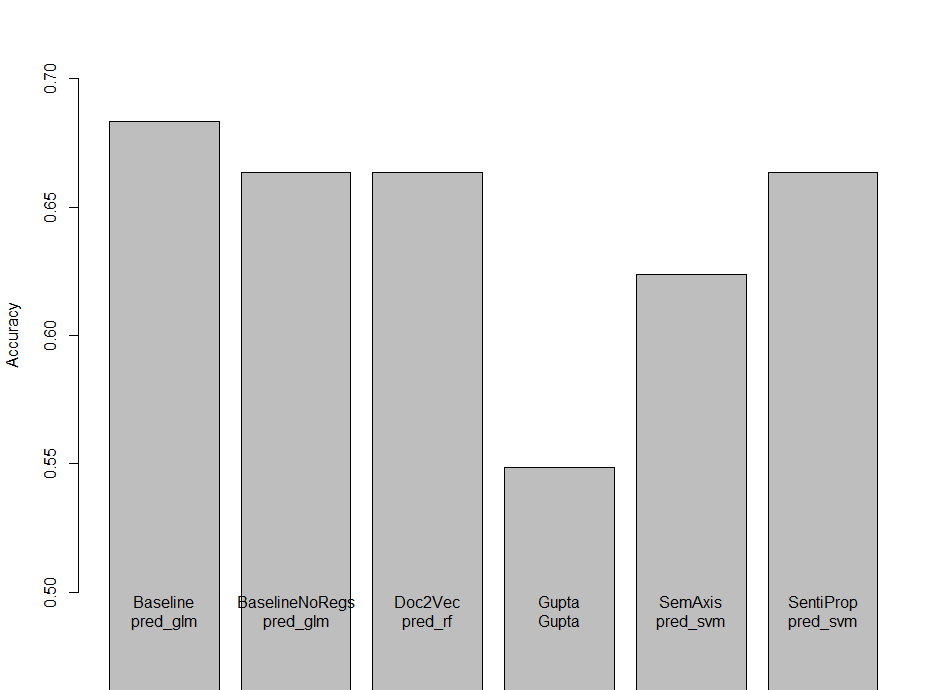 0.70
0.65
0.60
0.55
0.50
Accuracy
Baseline
pred_glm
BaselineNoRegs
pred_glm
Doc2Vec
pred_rf
Gupta
Gupta
SemAxis
pred_svm
SentiProp
pred_svm